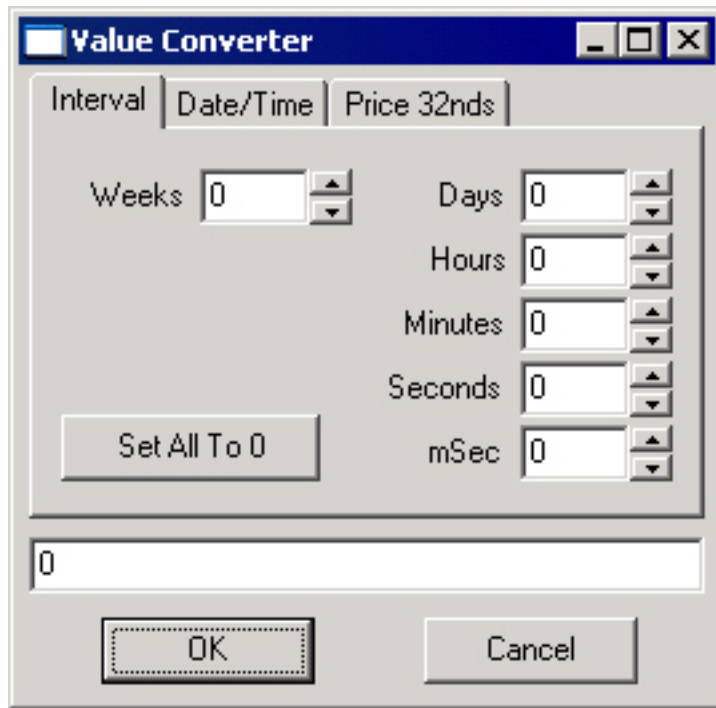 Value Converter
Interval Date/Time Price 32nds
Weeks 0 Days 0
Hours 0
Minutes 0
Seconds 0
Set All To 0 mSec 0
0
OK Cancel